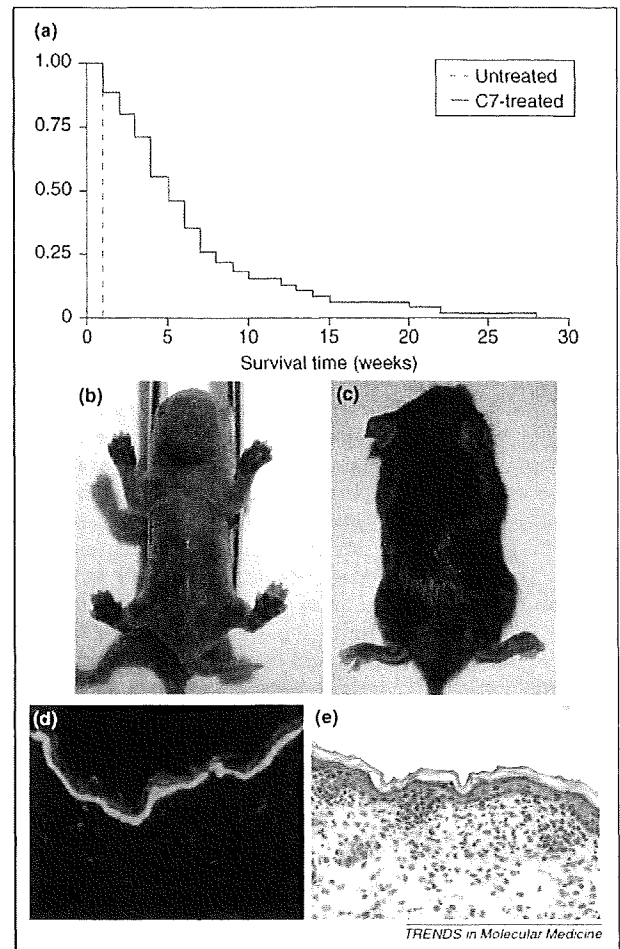 (a)
1.00
0.75
0.50
0.25
0
Untreated
C7-treated
0 5 10 15 20 25 30
Survival time (weeks)
(b)
(c)
(d)
(e)
TRENDS in Molecular Medicine